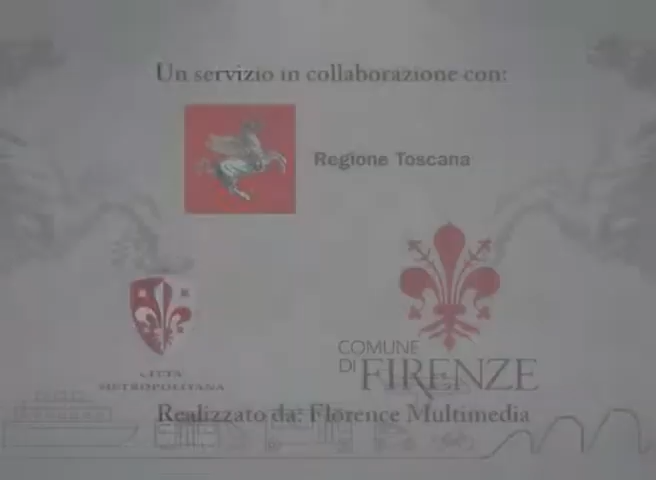 Un servizio in collaborazione con:
Regione Toscana
CITTÀ
METROPOLITANA
COMUNE
DI FIRENZE
Realizzato da: Florence Multimedia